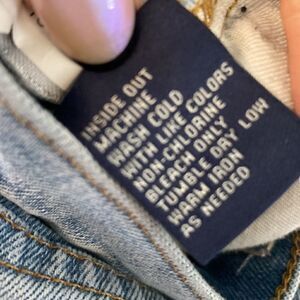 INSIDE OUT
MACHINE
WASH COLD
WITH LIKE COLORS
NON-CHLORINE
BLEACH ONLY
TUMBLE DRY LOW
WARM IRON
AS NEEDED